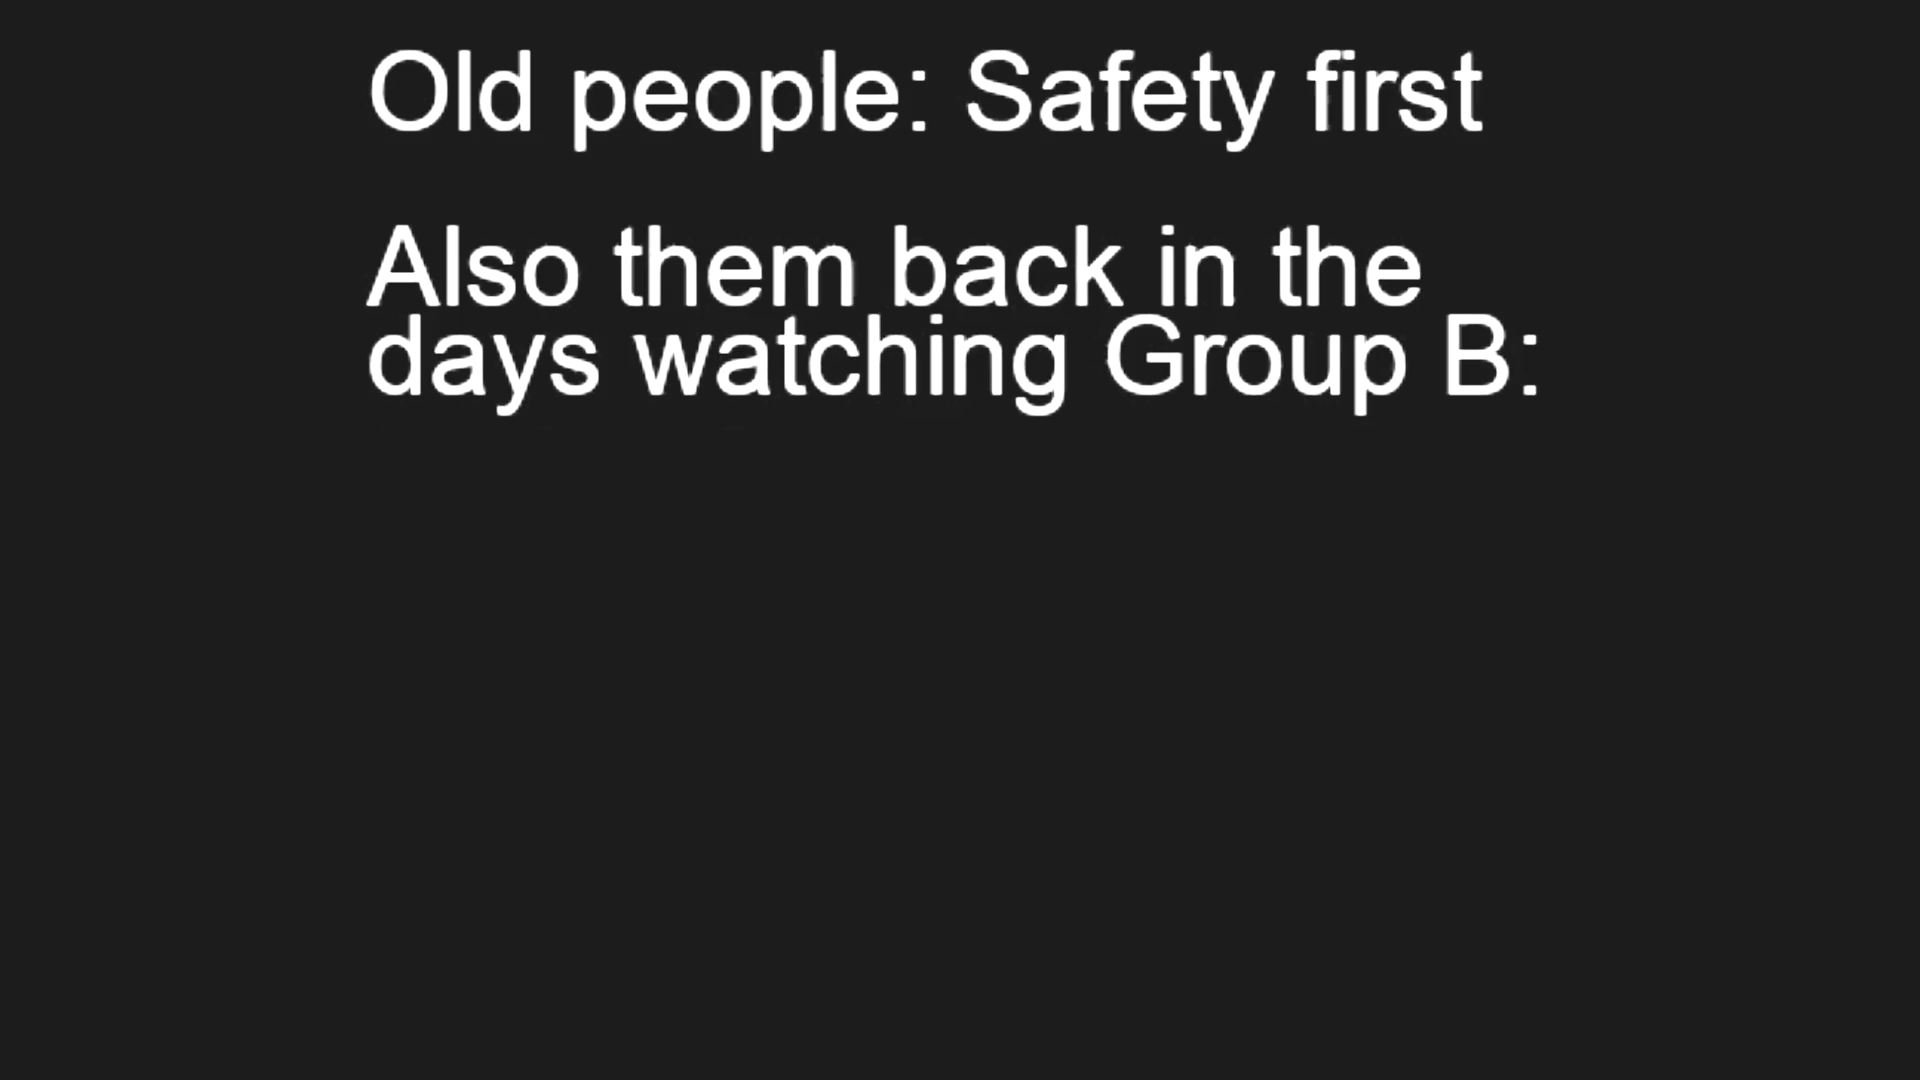 Old people: Safety first
Also them back in the
days watching Group B: